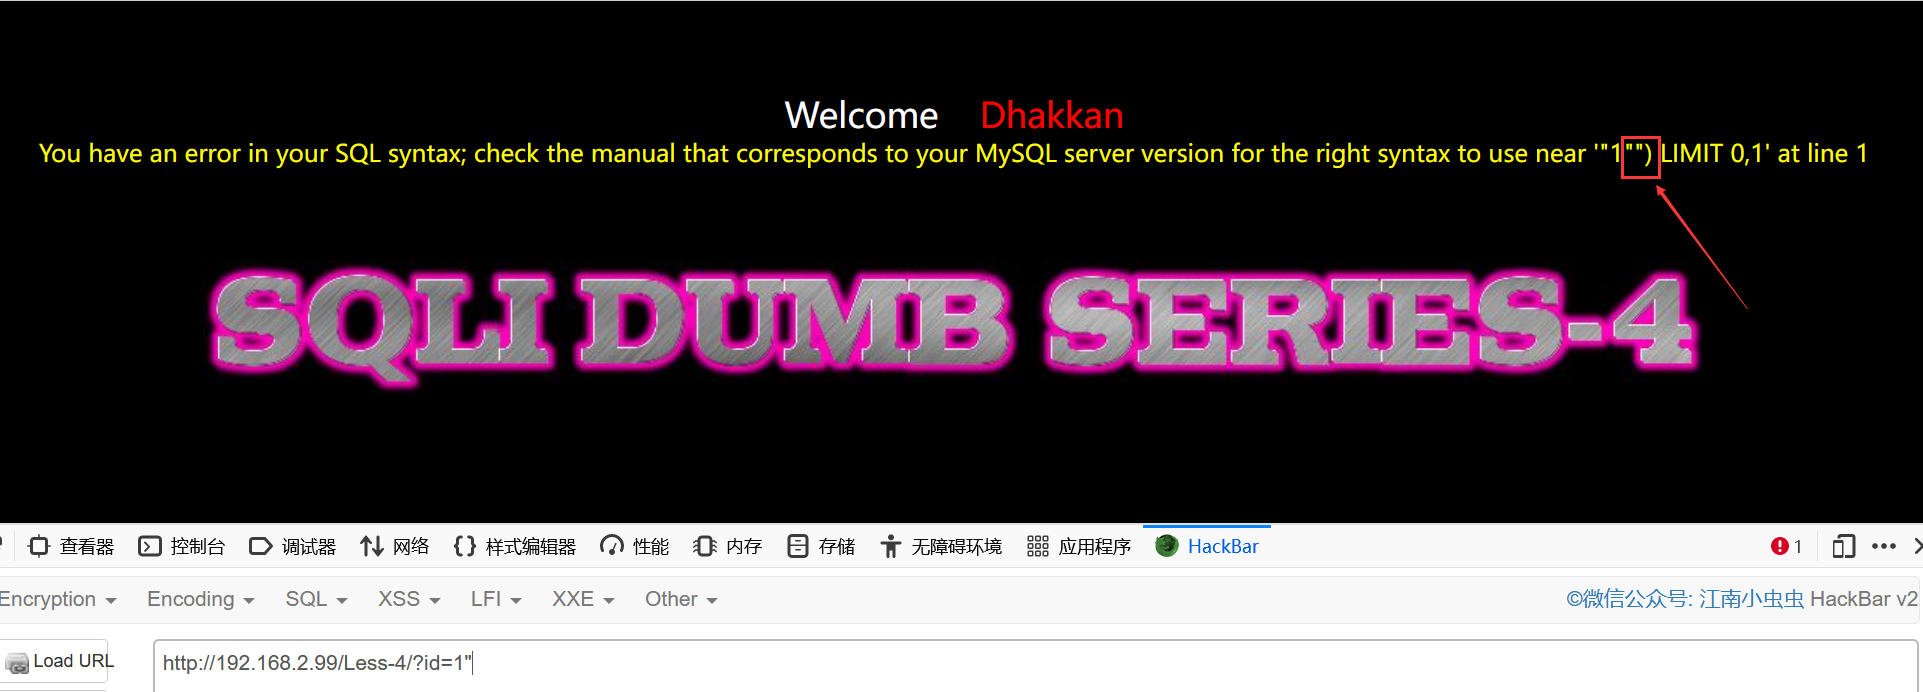 Welcome Dhakkan
You have an error in your SQL syntax; check the manual that corresponds to your MySQL server version for the right syntax to use near '"1"") LIMIT 0,1' at line 1
SQLI DUMB SERIES-4
查看器 控制台 调试器 网络 {} 样式编辑器 性能 内存 存储 无障碍环境 应用程序 HackBar 1
Encryption Encoding SQL XSS LFI XXE Other ©微信公众号: 江南小虫虫 HackBar v2
Load URL http://192.168.2.99/Less-4/?id=1"